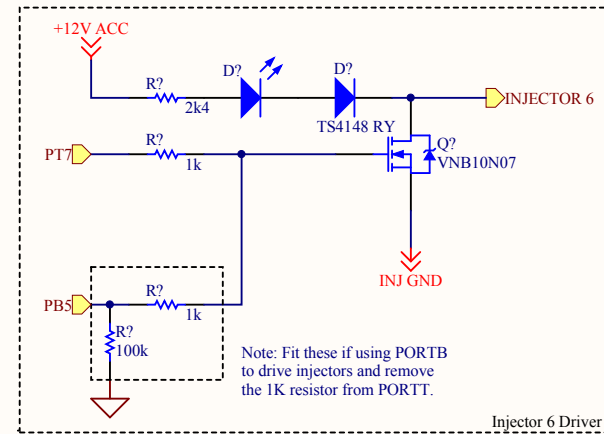 +12V ACC
R?
2k4
D?
D?
TS4148 RY
INJECTOR 6
PT7
R?
1k
Q?
VNB10N07
INJ GND
PB5
R?
1k
R?
100k
Note: Fit these if using PORTB
to drive injectors and remove
the 1K resistor from PORTT.
Injector 6 Driver